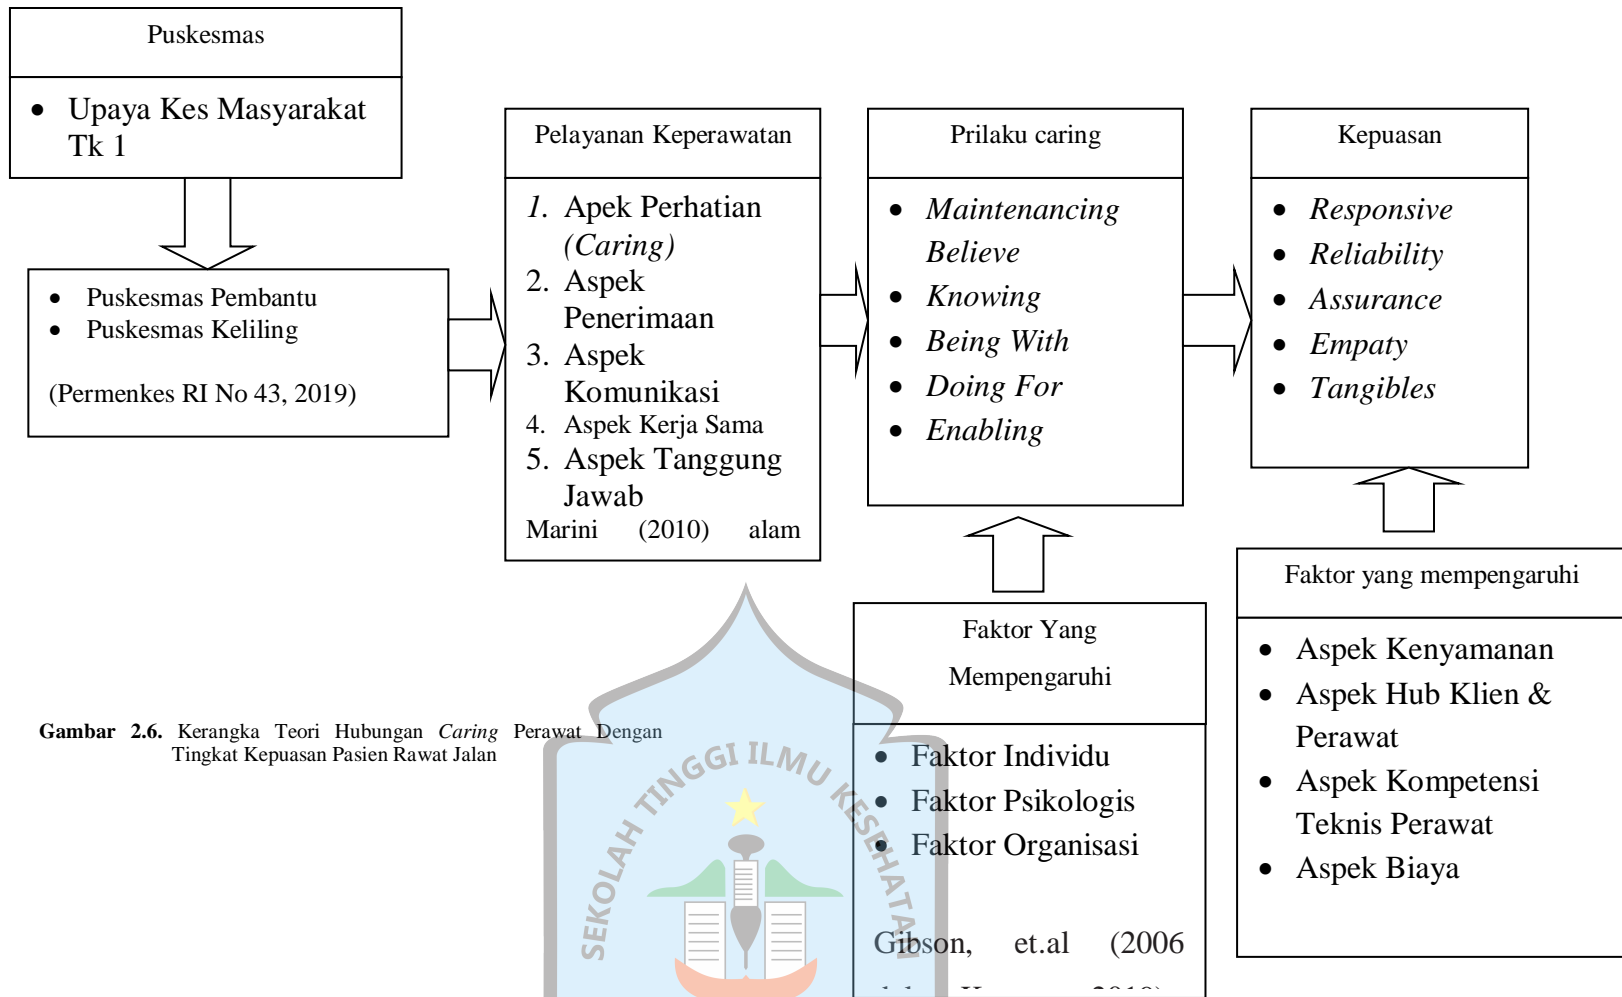 Puskesmas
• Upaya Kes Masyarakat
Tk 1
• Puskesmas Pembantu
• Puskesmas Keliling
(Permenkes RI No 43, 2019)
Pelayanan Keperawatan
1. Apek Perhatian
(Caring)
2. Aspek
Penerimaan
3. Aspek
Komunikasi
4. Aspek Kerja Sama
5. Aspek Tanggung
Jawab
Marini (2010) alam
Prilaku caring
• Maintenancing
Believe
• Knowing
• Being With
• Doing For
• Enabling
Kepuasan
• Responsive
• Reliability
• Assurance
• Empaty
• Tangibles
Faktor Yang
Mempengaruhi
• Faktor Individu
• Faktor Psikologis
• Faktor Organisasi
Gibson, et.al (2006
Faktor yang mempengaruhi
• Aspek Kenyamanan
• Aspek Hub Klien &
Perawat
• Aspek Kompetensi
Teknis Perawat
• Aspek Biaya
Gambar 2.6. Kerangka Teori Hubungan Caring Perawat Dengan
Tingkat Kepuasan Pasien Rawat Jalan
SEKOLAH TINGGI ILMU KESEHATAN